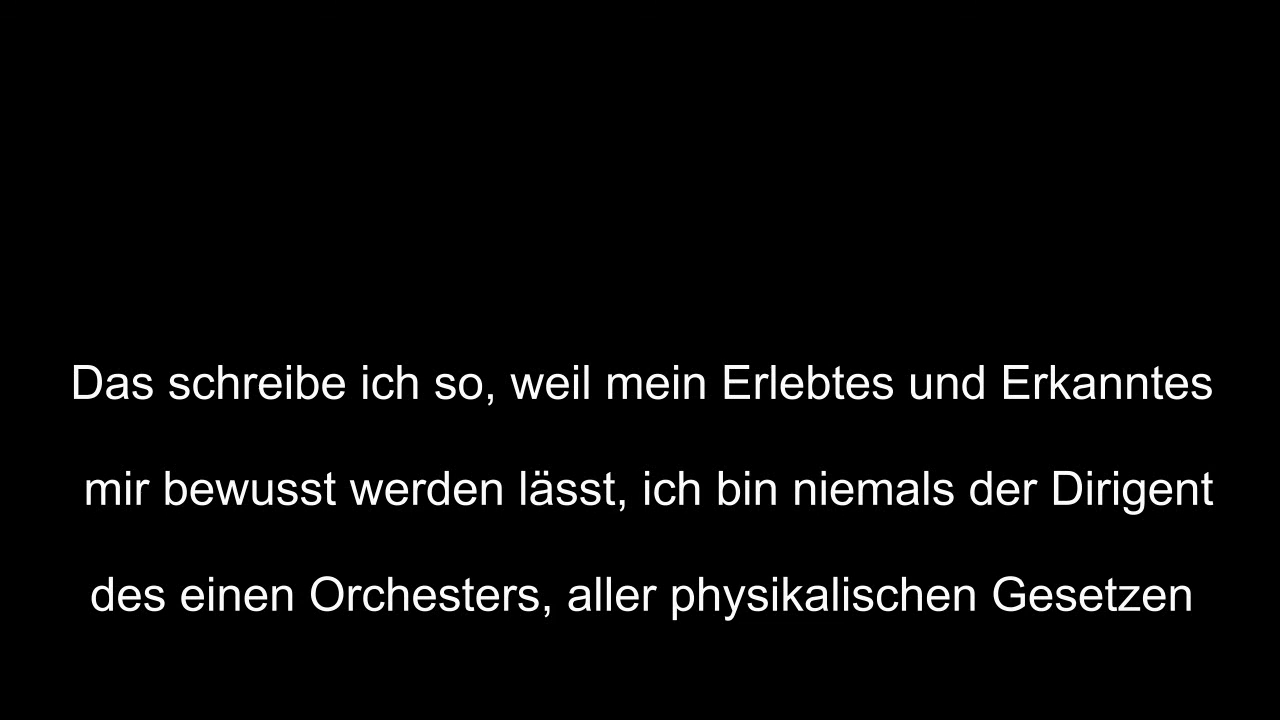 Das schreibe ich so, weil mein Erlebtes und Erkanntes
mir bewusst werden lässt, ich bin niemals der Dirigent
des einen Orchesters, aller physikalischen Gesetzen